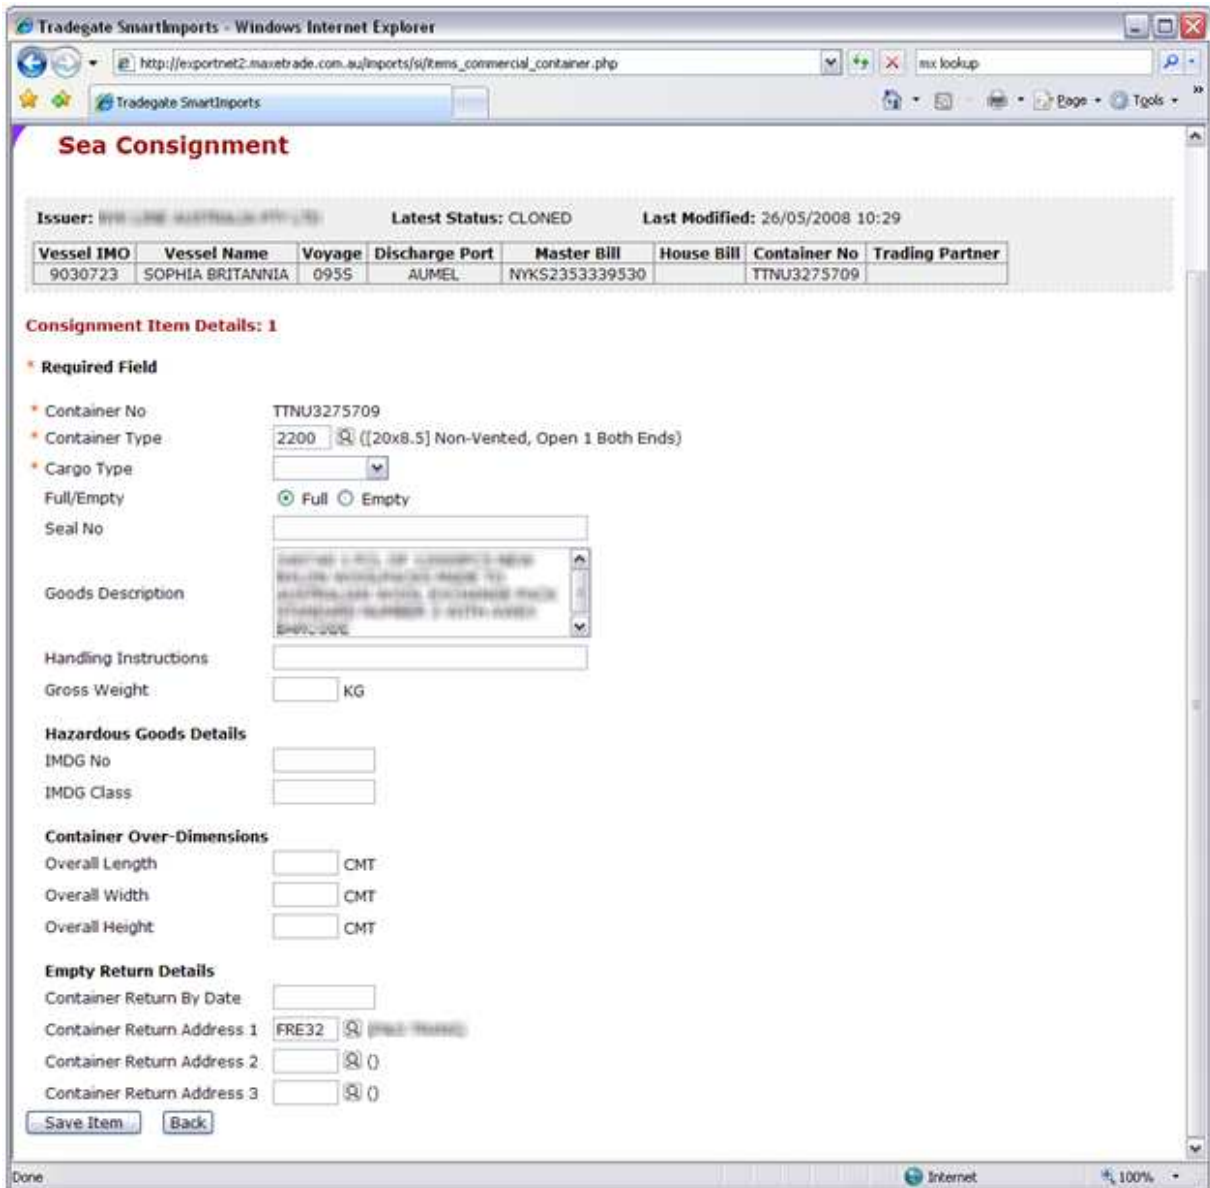 Tradegate SmartImports - Windows Internet Explorer
http://exportnet2.maxetrade.com.au/imports/si/items_commercial_container.php mx lookup
Tradegate SmartImports Page Tools
Sea Consignment
Issuer: Latest Status: CLONED Last Modified: 26/05/2008 10:29
Vessel IMO Vessel Name Voyage Discharge Port Master Bill House Bill Container No Trading Partner
9030723 SOPHIA BRITANNIA 095S AUMEL NYKS2353339530 TTNU3275709
Consignment Item Details: 1
* Required Field
* Container No TTNU3275709
* Container Type 2200 ([20x8.5] Non-Vented, Open 1 Both Ends)
* Cargo Type
Full/Empty Full Empty
Seal No
Goods Description
Handling Instructions
Gross Weight KG
Hazardous Goods Details
IMDG No
IMDG Class
Container Over-Dimensions
Overall Length CMT
Overall Width CMT
Overall Height CMT
Empty Return Details
Container Return By Date
Container Return Address 1 FRE32
Container Return Address 2 ()
Container Return Address 3 ()
Save Item Back
Done Internet 100%